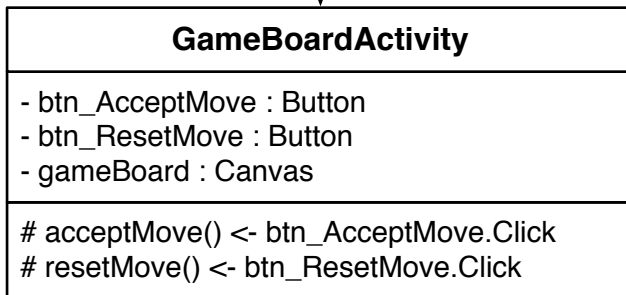 GameBoardActivity
- btn_AcceptMove : Button
- btn_ResetMove : Button
- gameBoard : Canvas
# acceptMove() <- btn_AcceptMove.Click
# resetMove() <- btn_ResetMove.Click